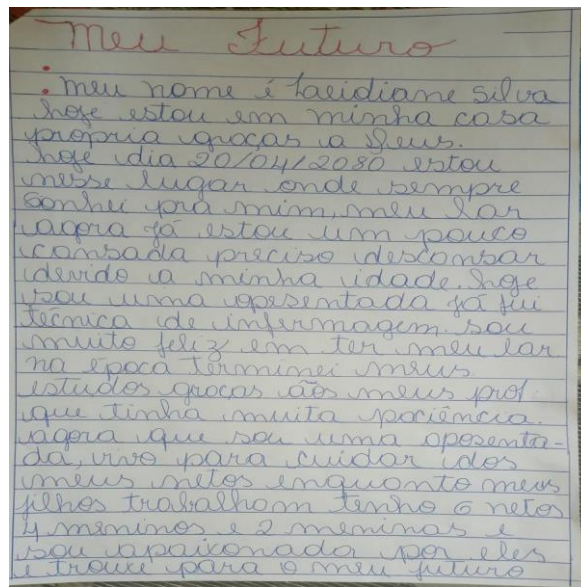 Meu Futuro
: meu nome é Laeidiane Silva
hoje estou em minha casa
propria graças a Deus.
hoje dia 20/04/2080 estou
nesse lugar onde sempre
sonhei pra mim, meu lar
agora já estou um pouco
cansada preciso descansar
devido a minha idade. hoje
sou uma aposentada já fui
técnica de infermagem. sou
muito feliz em ter meu lar
na época terminei meus
estudos graças aos meus prof.
que tinha muita paciência.
agora que sou uma aposenta-
da, vivo para cuidar dos
meus netos enquanto meus
filhos trabalham tenho 6 netos
4 meninos e 2 meninas e
sou apaixonada por eles
e trouxe para o meu futuro